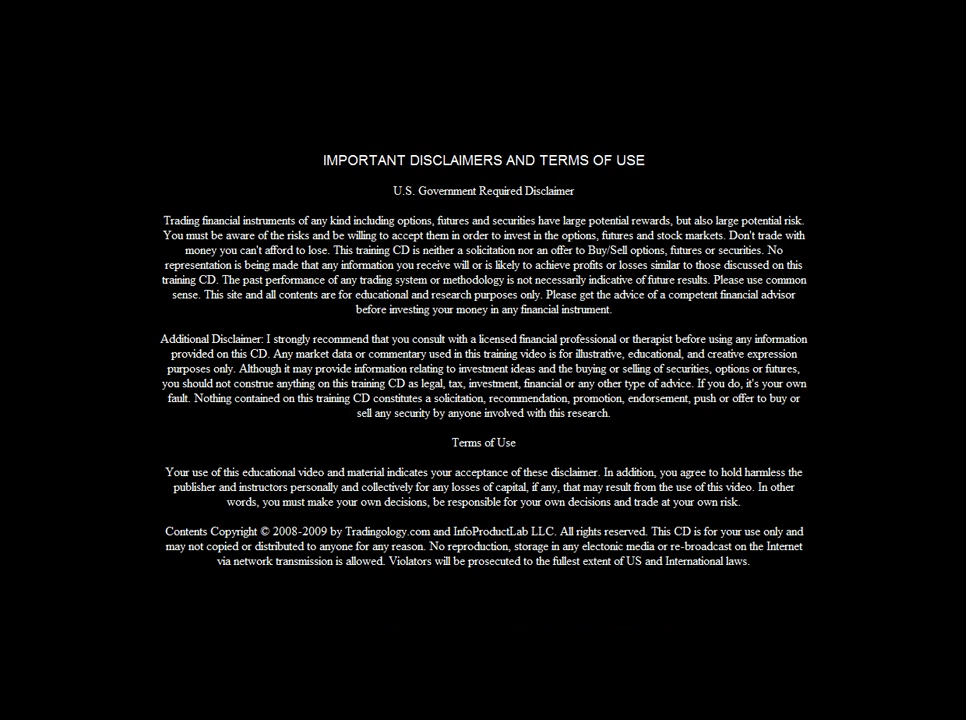 IMPORTANT DISCLAIMERS AND TERMS OF USE
U.S. Government Required Disclaimer
Trading financial instruments of any kind including options, futures and securities have large potential rewards, but also large potential risk.
You must be aware of the risks and be willing to accept them in order to invest in the options, futures and stock markets. Don't trade with
money you can't afford to lose. This training CD is neither a solicitation nor an offer to Buy/Sell options, futures or securities. No
representation is being made that any information you receive will or is likely to achieve profits or losses similar to those discussed on this
training CD. The past performance of any trading system or methodology is not necessarily indicative of future results. Please use common
sense. This site and all contents are for educational and research purposes only. Please get the advice of a competent financial advisor
before investing your money in any financial instrument.
Additional Disclaimer: I strongly recommend that you consult with a licensed financial professional or therapist before using any information
provided on this CD. Any market data or commentary used in this training video is for illustrative, educational, and creative expression
purposes only. Although it may provide information relating to investment ideas and the buying or selling of securities, options or futures,
you should not construe anything on this training CD as legal, tax, investment, financial or any other type of advice. If you do, it's your own
fault. Nothing contained on this training CD constitutes a solicitation, recommendation, promotion, endorsement, push or offer to buy or
sell any security by anyone involved with this research.
Terms of Use
Your use of this educational video and material indicates your acceptance of these disclaimer. In addition, you agree to hold harmless the
publisher and instructors personally and collectively for any losses of capital, if any, that may result from the use of this video. In other
words, you must make your own decisions, be responsible for your own decisions and trade at your own risk.
Contents Copyright © 2008-2009 by Tradingology.com and InfoProductLab LLC. All rights reserved. This CD is for your use only and
may not copied or distributed to anyone for any reason. No reproduction, storage in any electonic media or re-broadcast on the Internet
via network transmission is allowed. Violators will be prosecuted to the fullest extent of US and International laws.